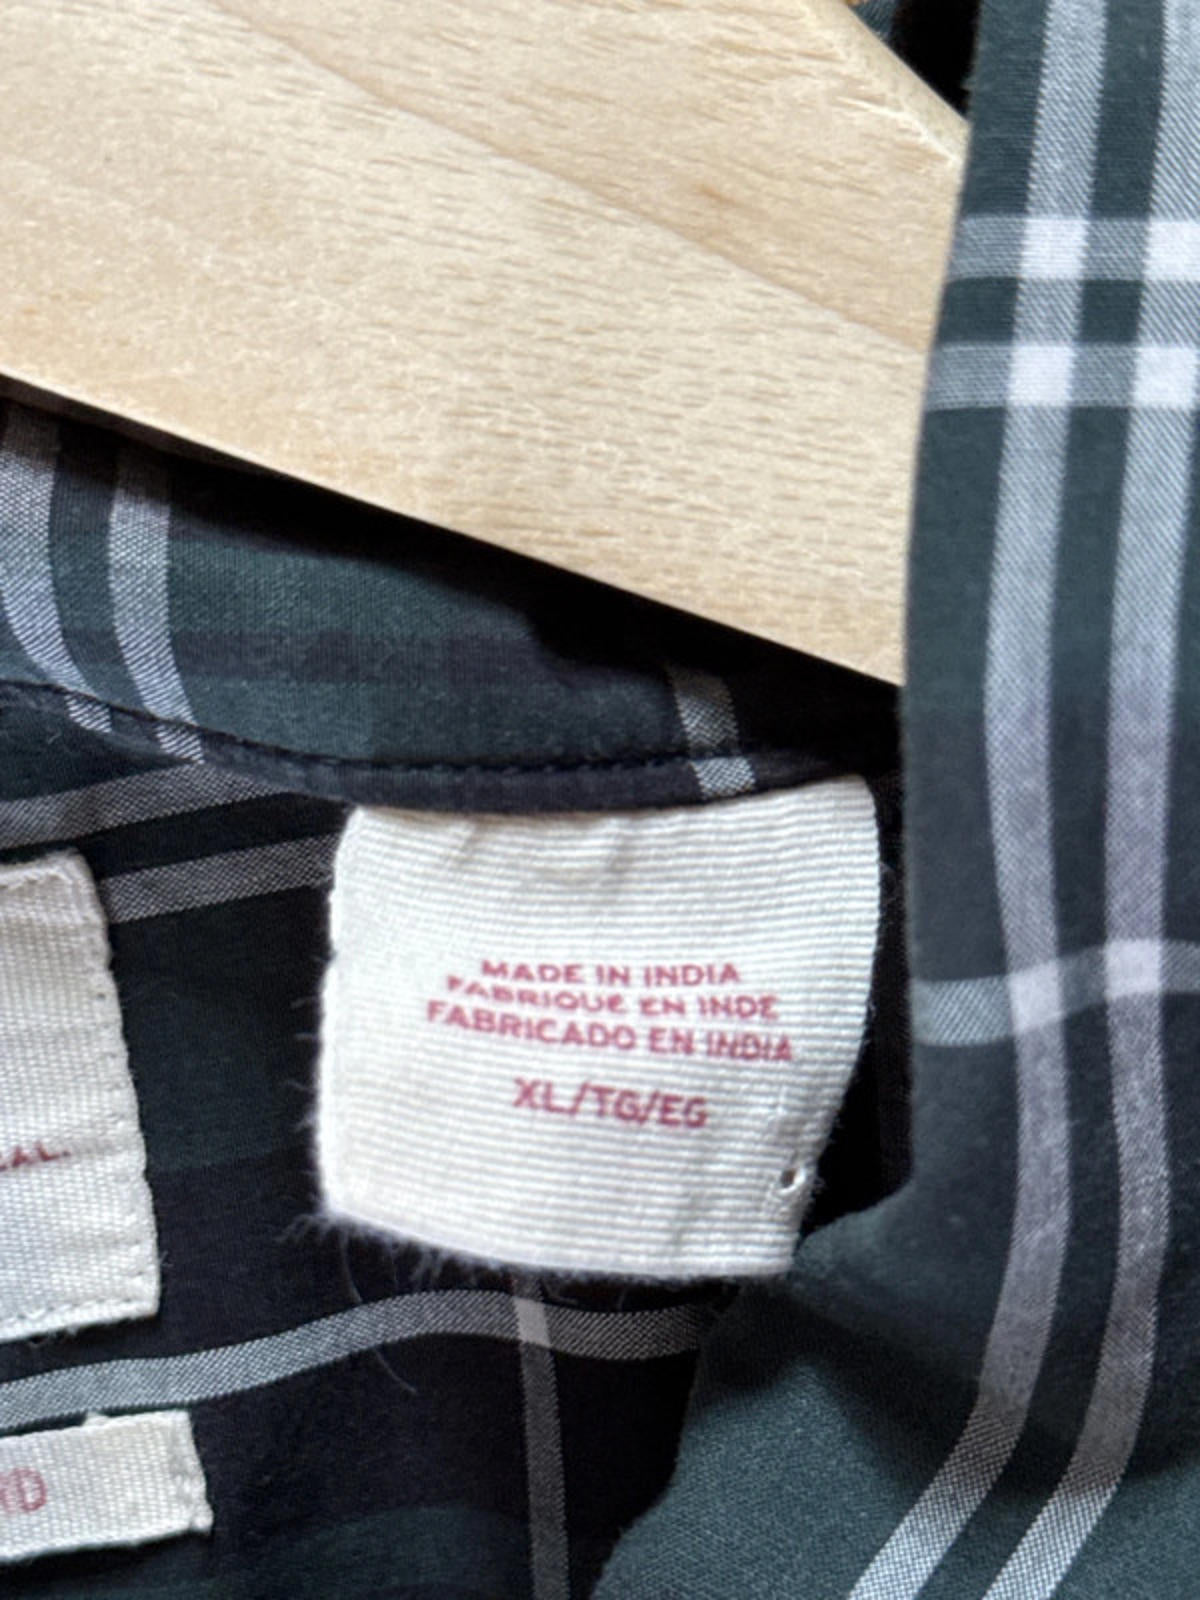 MADE IN INDIA
FABRIQUE EN INDE
FABRICADO EN INDIA
XL/TG/EG